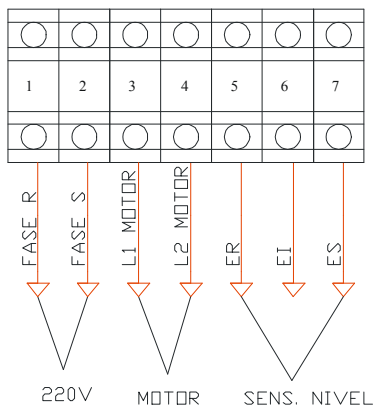 1 2 3 4 5 6 7
FASE R
FASE S
L1 MOTOR
L2 MOTOR
ER
EI
ES
220V MOTOR SENS. NIVEL